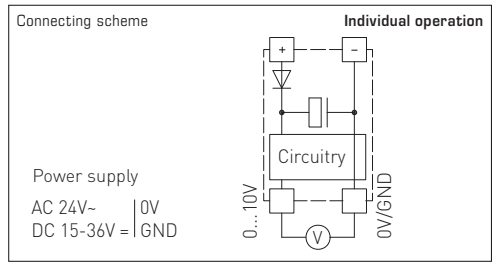 Connecting scheme
Individual operation
+
–
Circuitry
Power supply
AC 24V~ | 0V
DC 15-36V = | GND
0...10V
0V/GND
V